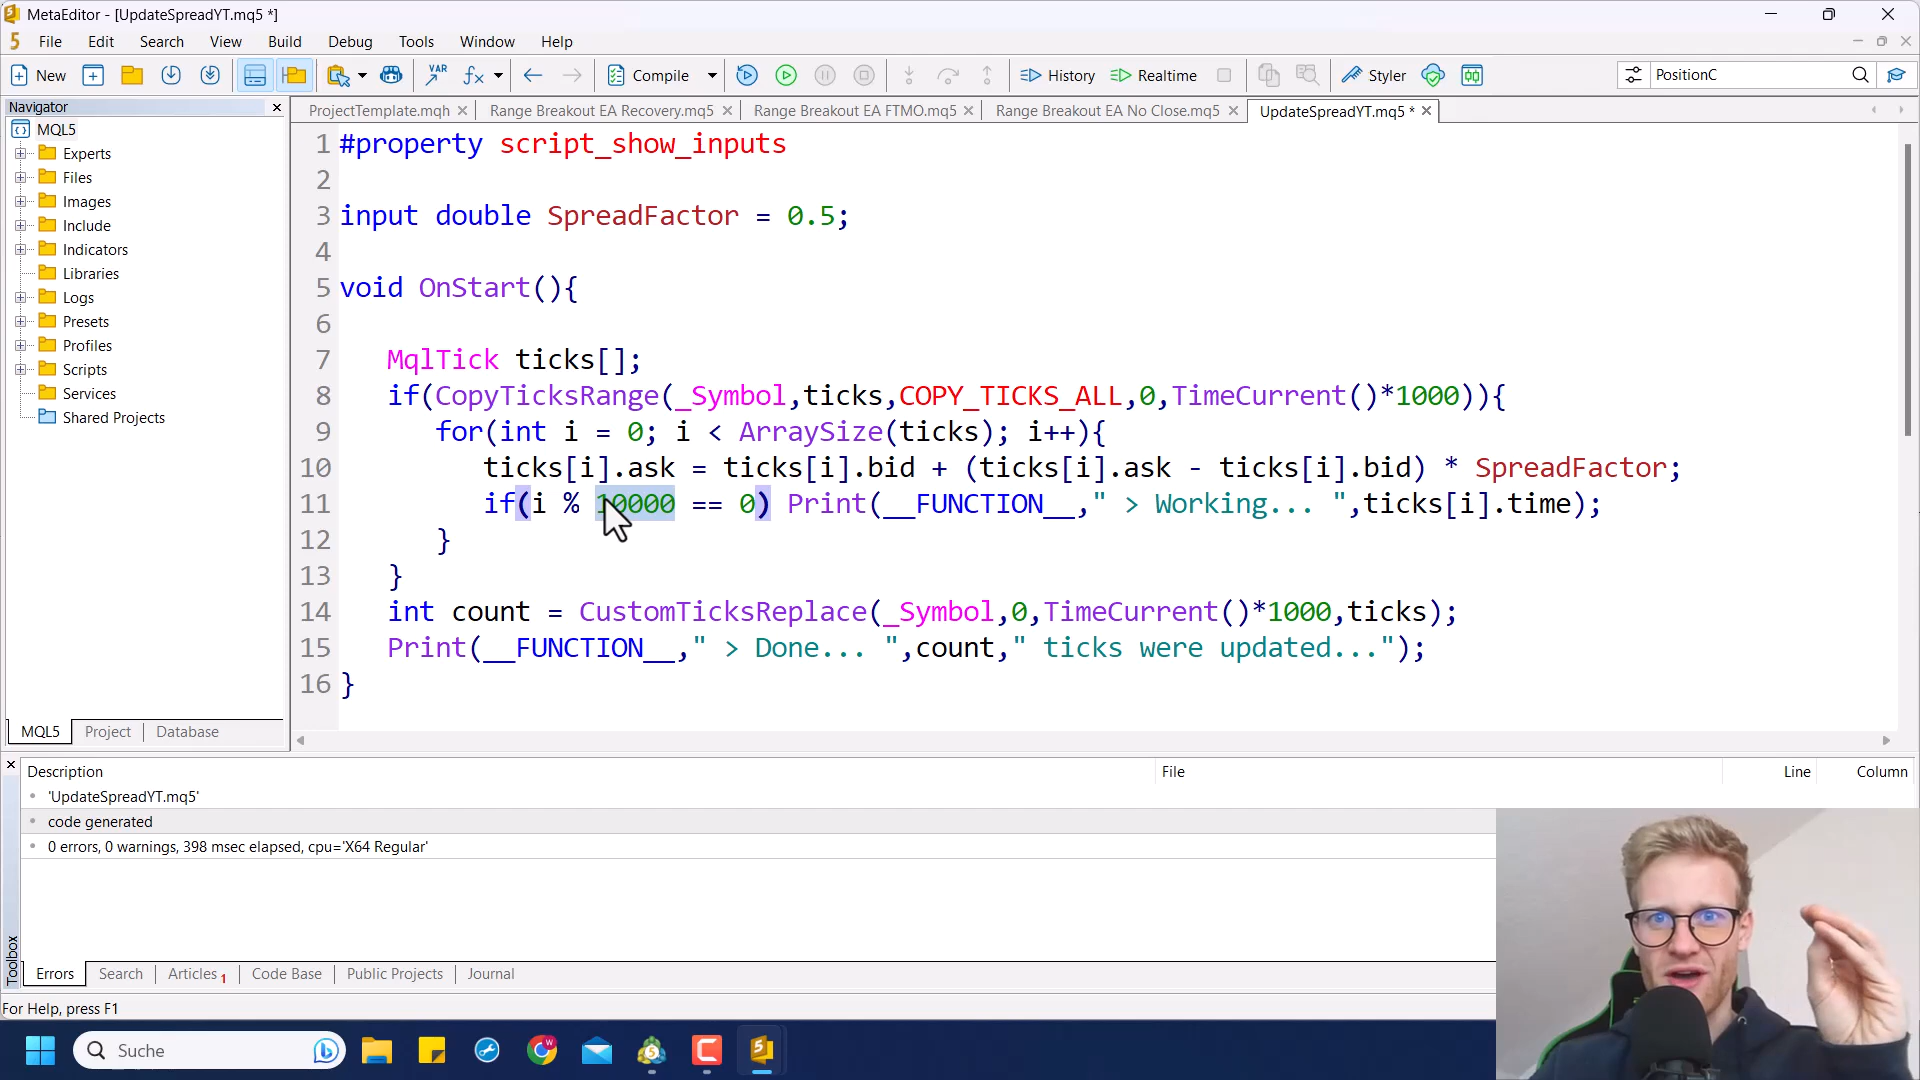 MetaEditor - [UpdateSpreadYT.mq5 *]
5 File Edit Search View Build Debug Tools Window Help
New VAR fx Compile History Realtime Styler PositionC
Navigator
ProjectTemplate.mqh Range Breakout EA Recovery.mq5 Range Breakout EA FTMO.mq5 Range Breakout EA No Close.mq5 UpdateSpreadYT.mq5 *
MQL5
Experts
Files
Images
Include
Indicators
Libraries
Logs
Presets
Profiles
Scripts
Services
Shared Projects
MQL5 Project Database
1 #property script_show_inputs
2
3 input double SpreadFactor = 0.5;
4
5 void OnStart(){
6
7 MqlTick ticks[];
8 if(CopyTicksRange(_Symbol,ticks,COPY_TICKS_ALL,0,TimeCurrent()*1000)){
9 for(int i = 0; i < ArraySize(ticks); i++){
10 ticks[i].ask = ticks[i].bid + (ticks[i].ask - ticks[i].bid) * SpreadFactor;
11 if(i % 10000 == 0) Print(__FUNCTION__," > Working... ",ticks[i].time);
12 }
13 }
14 int count = CustomTicksReplace(_Symbol,0,TimeCurrent()*1000,ticks);
15 Print(__FUNCTION__," > Done... ",count," ticks were updated...");
16 }
Description File Line Column
'UpdateSpreadYT.mq5'
code generated
0 errors, 0 warnings, 398 msec elapsed, cpu='X64 Regular'
Toolbox
Errors Search Articles 1 Code Base Public Projects Journal
For Help, press F1
Suche